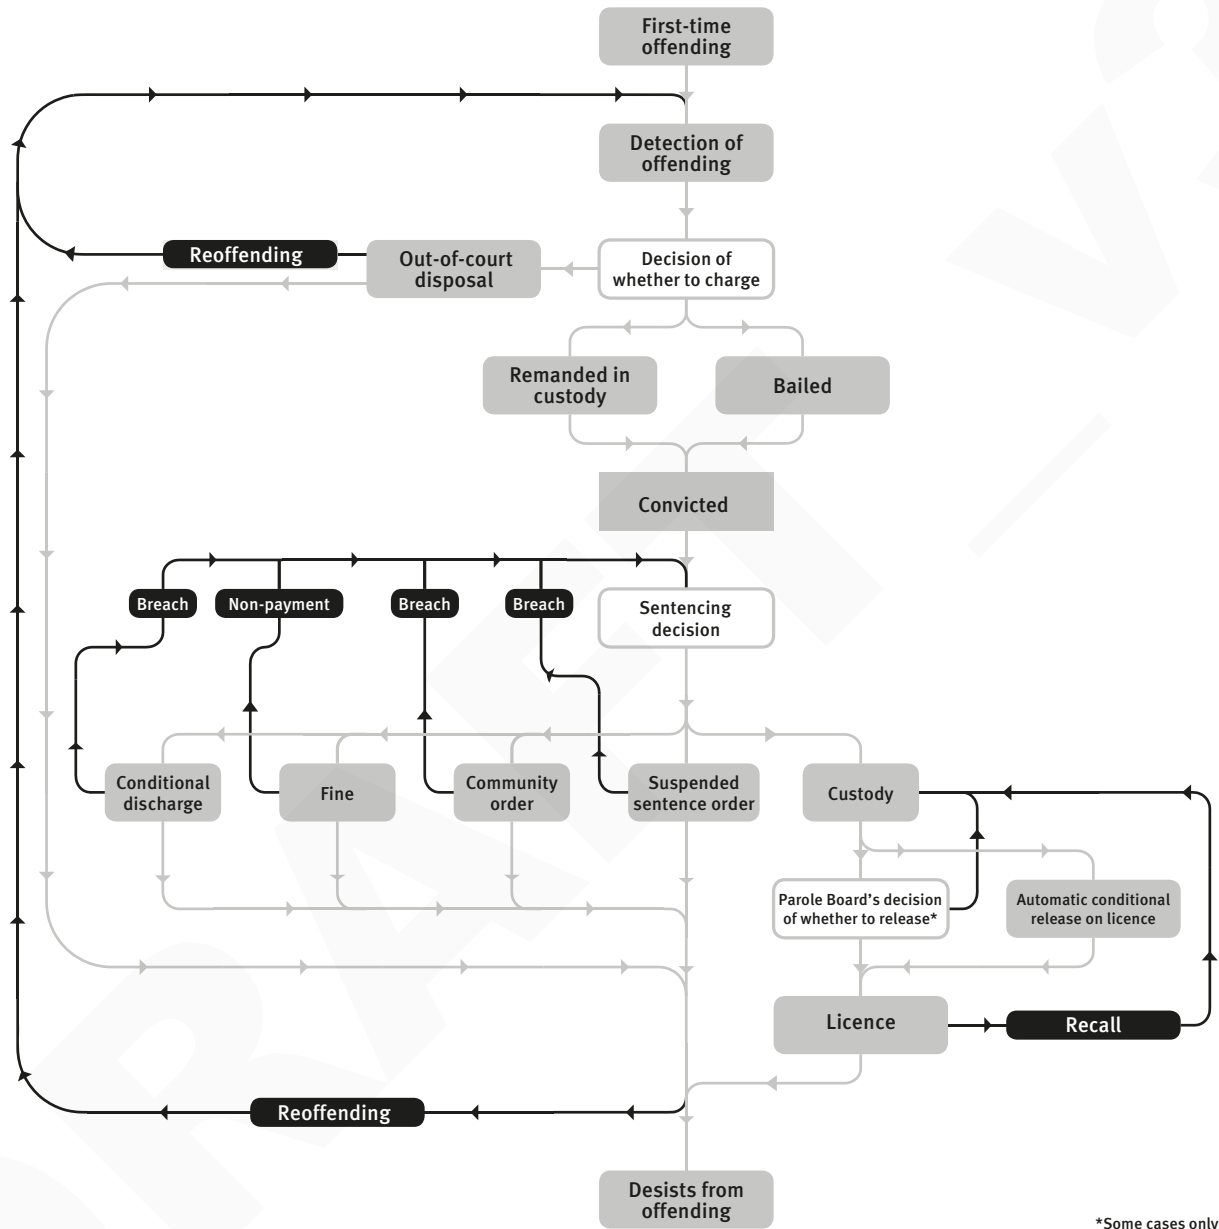 First-time
offending
Detection of
offending
Reoffending
Out-of-court
disposal
Decision of
whether to charge
Remanded in
custody
Bailed
Convicted
Breach
Non-payment
Breach
Breach
Sentencing
decision
Conditional
discharge
Fine
Community
order
Suspended
sentence order
Custody
Parole Board's decision
of whether to release*
Automatic conditional
release on licence
Licence
Recall
Reoffending
Desists from
offending
*Some cases only
DRAFT_V3